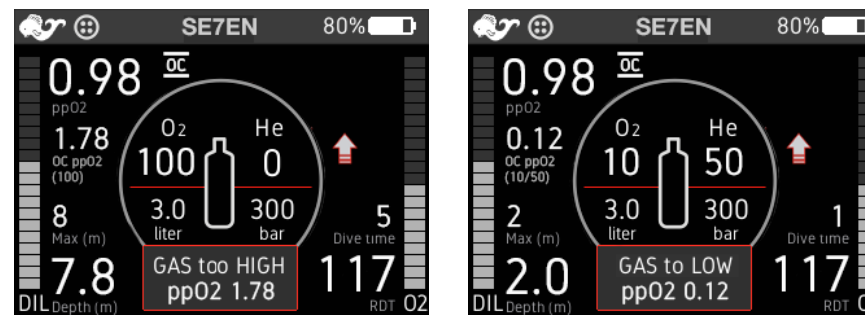 SE7EN 80%
OC
0.98
ppO2
O2 He
1.78
100 0
OC ppO2
(100)
3.0 300
liter bar
8 5
Max (m) Dive time
GAS too HIGH
ppO2 1.78
7.8 117
DIL Depth (m) RDT O2
SE7EN 80%
OC
0.98
ppO2
O2 He
0.12
10 50
OC ppO2
(10/50)
3.0 300
liter bar
2 1
Max (m) Dive time
GAS to LOW
ppO2 0.12
2.0 117
DIL Depth (m) RDT